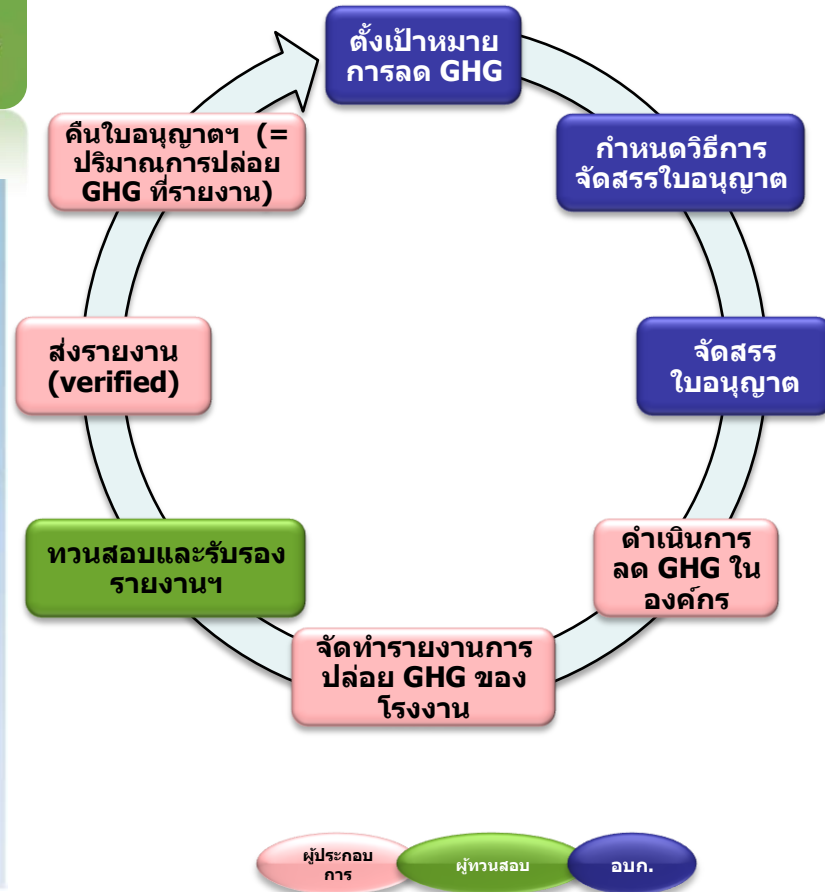 ตั้งเป้าหมาย
การลด GHG
กำหนดวิธีการ
จัดสรรใบอนุญาต
จัดสรร
ใบอนุญาต
ดำเนินการ
ลด GHG ใน
องค์กร
จัดทำรายงานการ
ปล่อย GHG ของ
โรงงาน
ทวนสอบและรับรอง
รายงานฯ
ส่งรายงาน
(verified)
คืนใบอนุญาตฯ (=
ปริมาณการปล่อย
GHG ที่รายงาน)
ผู้ประกอบ
การ
ผู้ทวนสอบ
อบก.